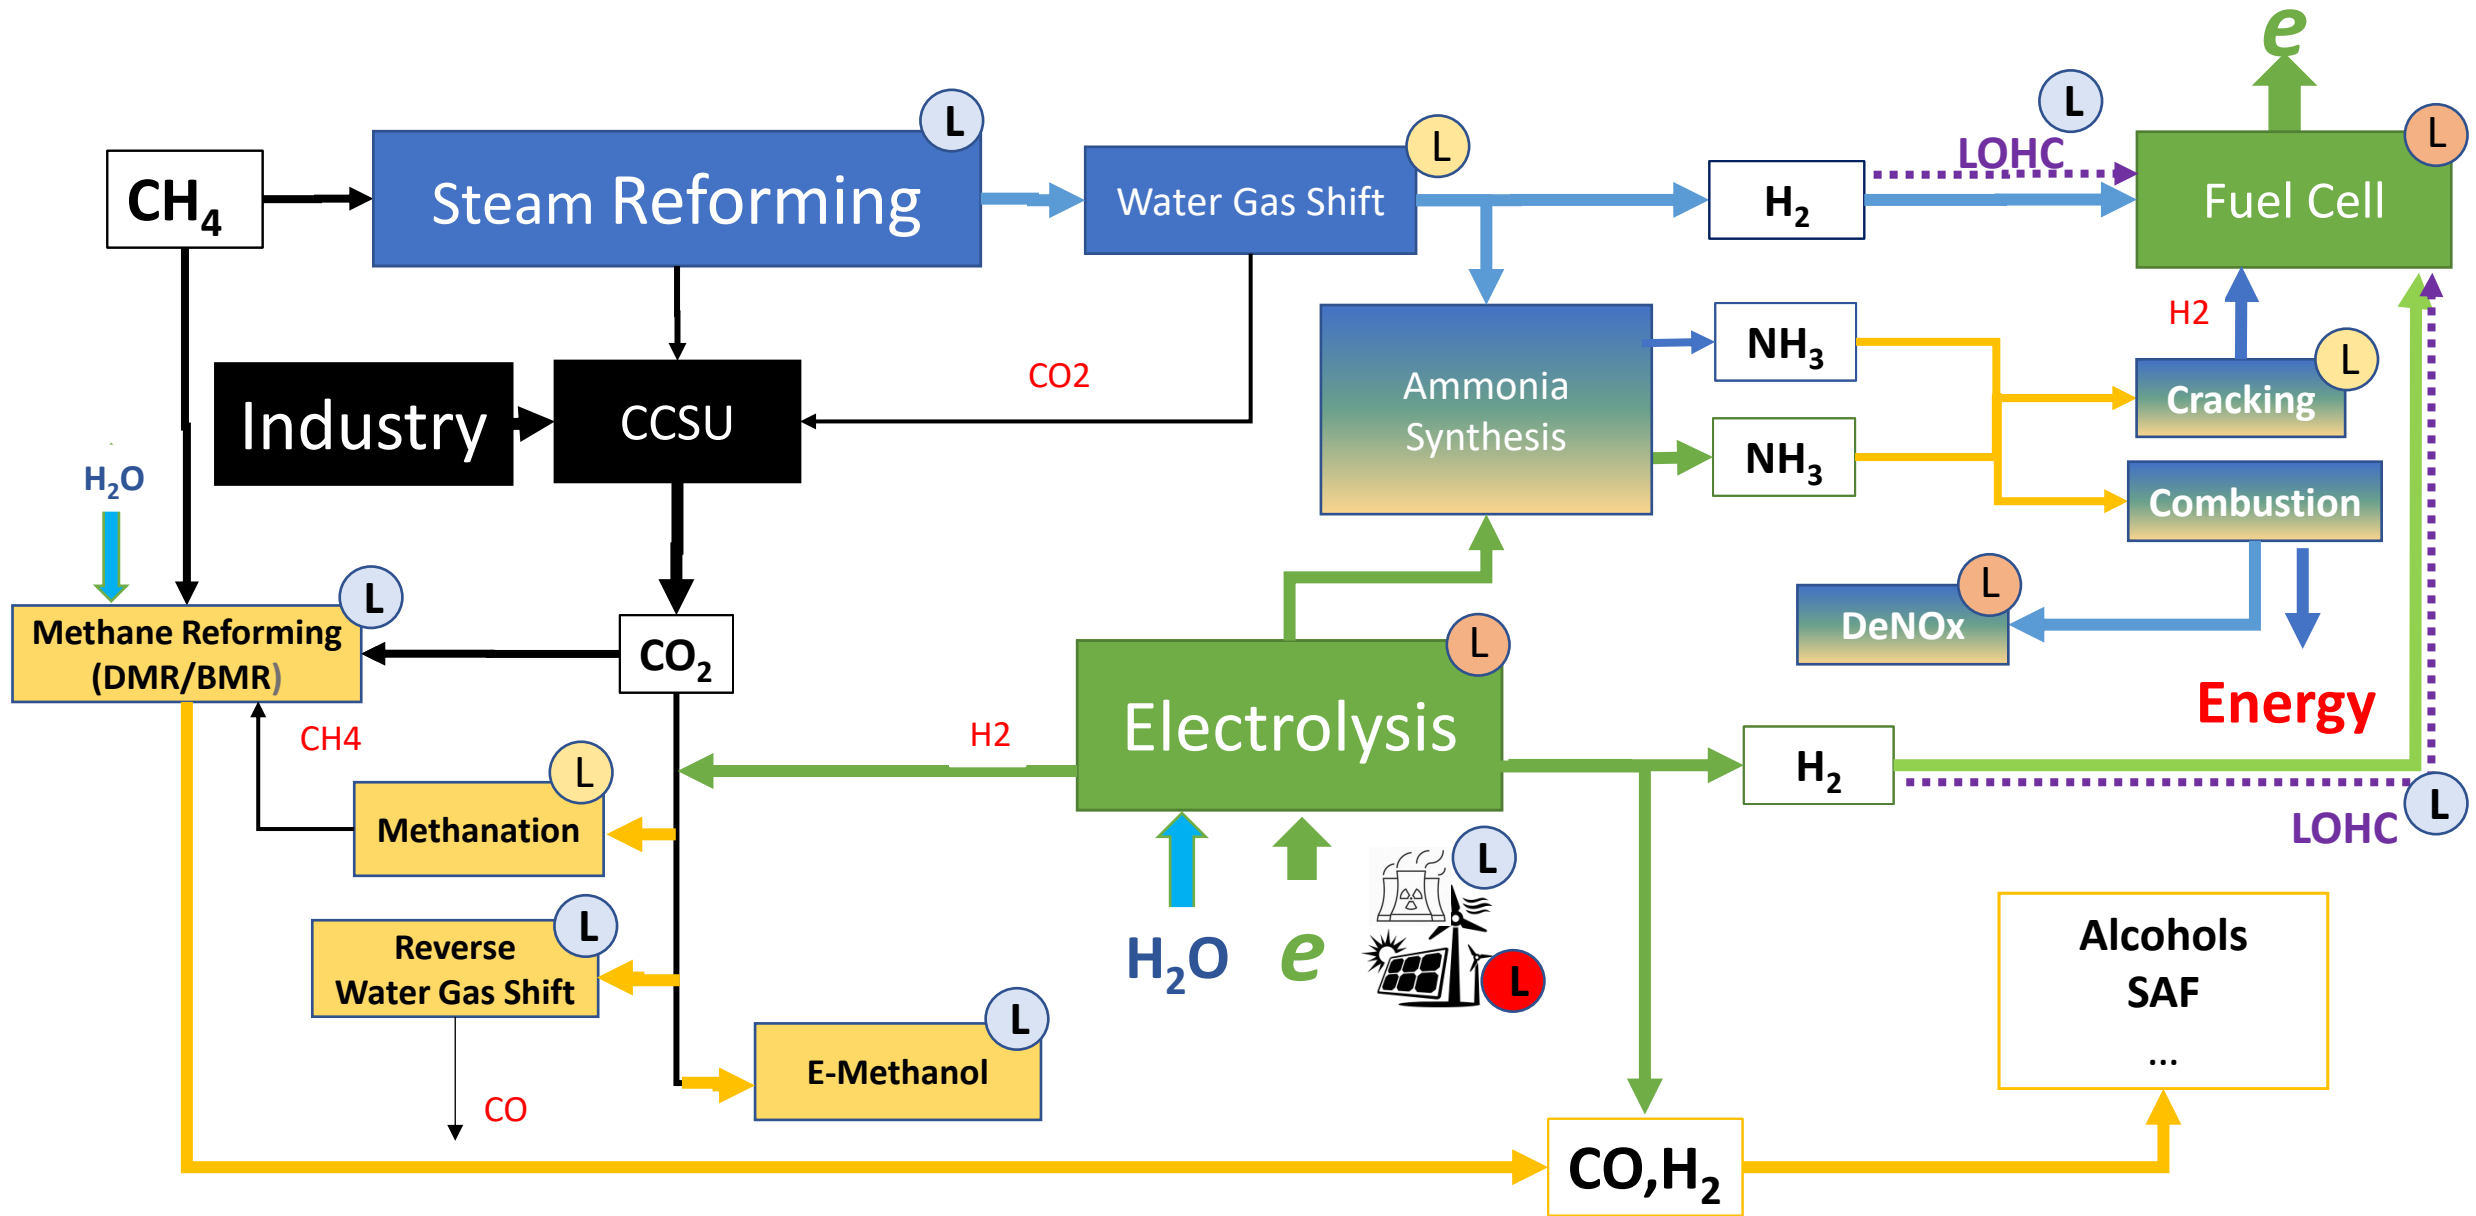 e
L
L
L
L
LOHC
CH4
Steam Reforming
Water Gas Shift
H2
Fuel Cell
H2
NH3
L
CO2
Ammonia
Synthesis
Cracking
Industry
CCSU
NH3
H2O
Combustion
L
L
DeNOx
Methane Reforming
(DMR/BMR)
CO2
L
Energy
CH4
H2
Electrolysis
H2
L
Methanation
L
LOHC
L
L
Reverse
Water Gas Shift
H2O
e
L
Alcohols
SAF
...
L
E-Methanol
CO
CO,H2